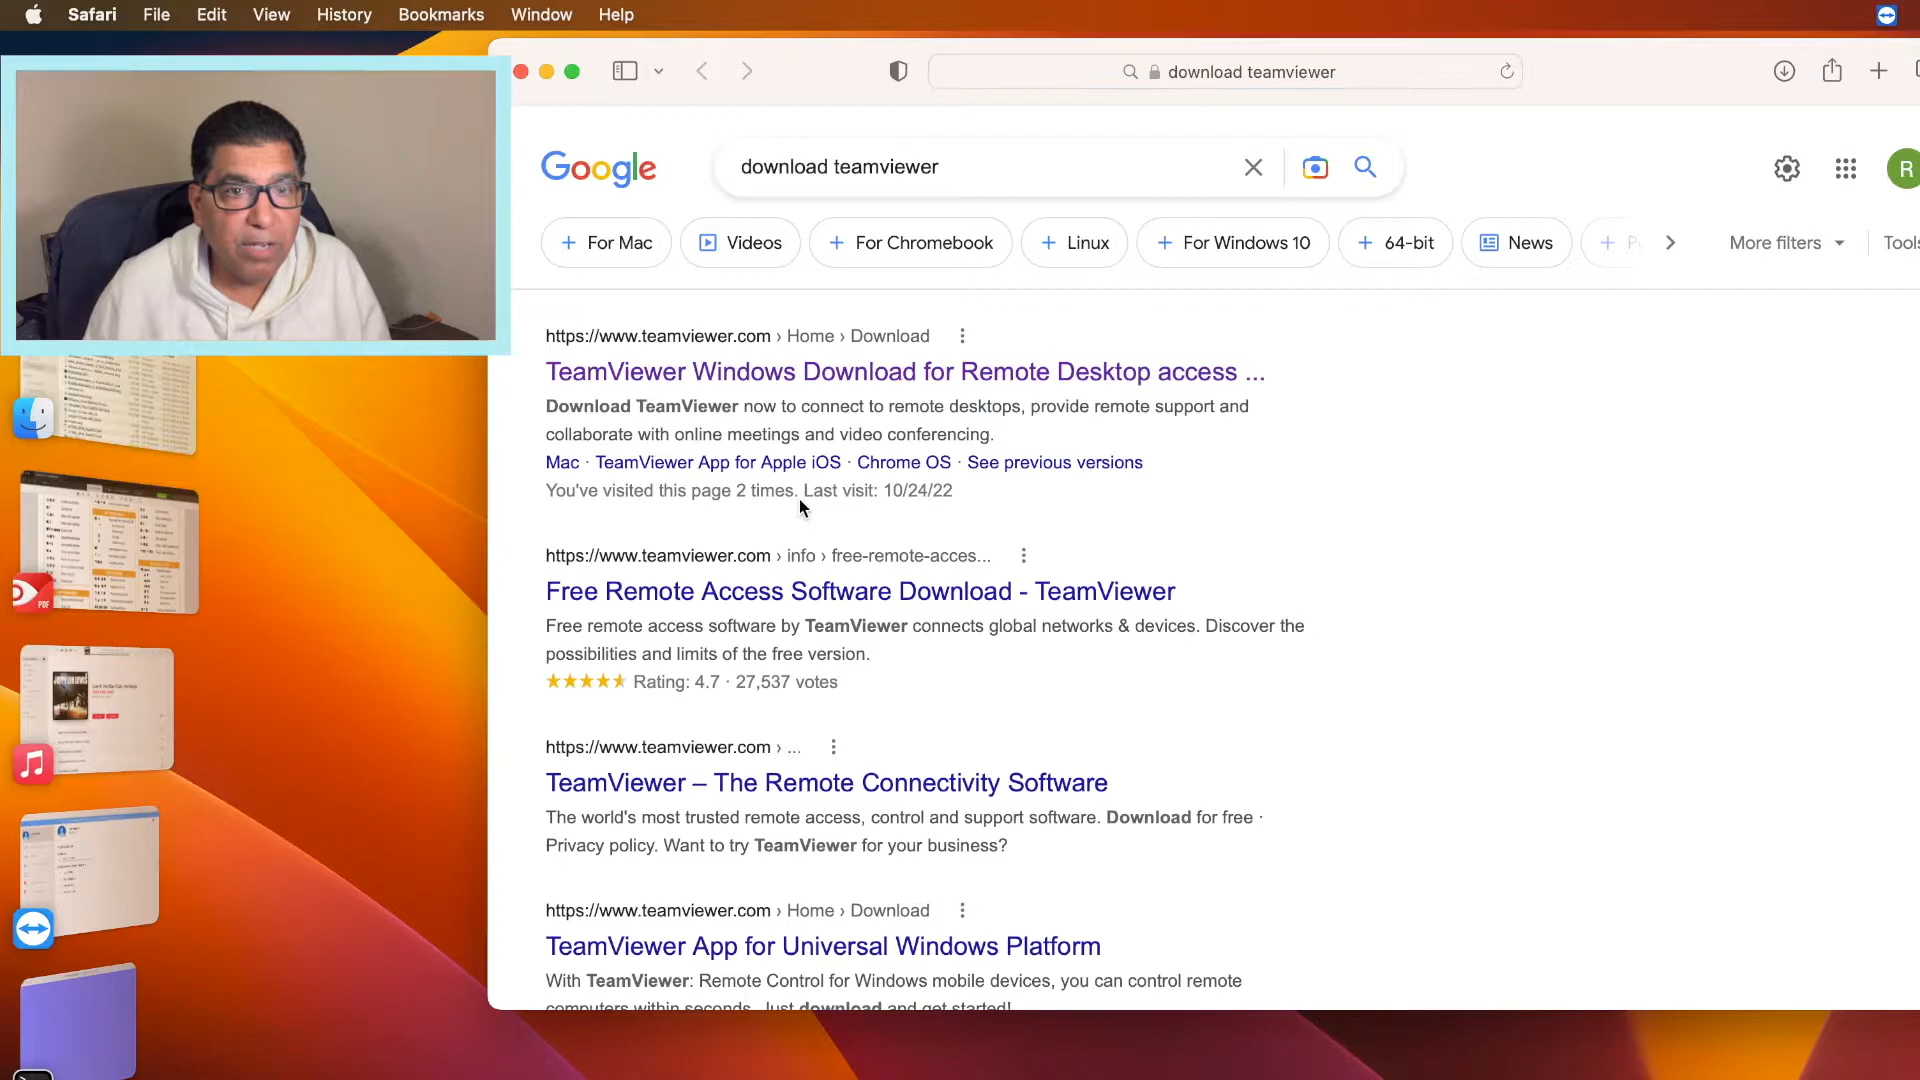 Safari File Edit View History Bookmarks Window Help
download teamviewer
Google
download teamviewer
R
For Mac Videos For Chromebook Linux For Windows 10 64-bit News More filters Tools
https://www.teamviewer.com › Home › Download
TeamViewer Windows Download for Remote Desktop access ...
Download TeamViewer now to connect to remote desktops, provide remote support and
collaborate with online meetings and video conferencing.
Mac · TeamViewer App for Apple iOS · Chrome OS · See previous versions
You've visited this page 2 times. Last visit: 10/24/22
https://www.teamviewer.com › info › free-remote-acces...
Free Remote Access Software Download - TeamViewer
Free remote access software by TeamViewer connects global networks & devices. Discover the
possibilities and limits of the free version.
Rating: 4.7 · 27,537 votes
https://www.teamviewer.com › ...
TeamViewer – The Remote Connectivity Software
The world's most trusted remote access, control and support software. Download for free ·
Privacy policy. Want to try TeamViewer for your business?
https://www.teamviewer.com › Home › Download
TeamViewer App for Universal Windows Platform
With TeamViewer: Remote Control for Windows mobile devices, you can control remote
computers within seconds. Just download and get started!
PDF